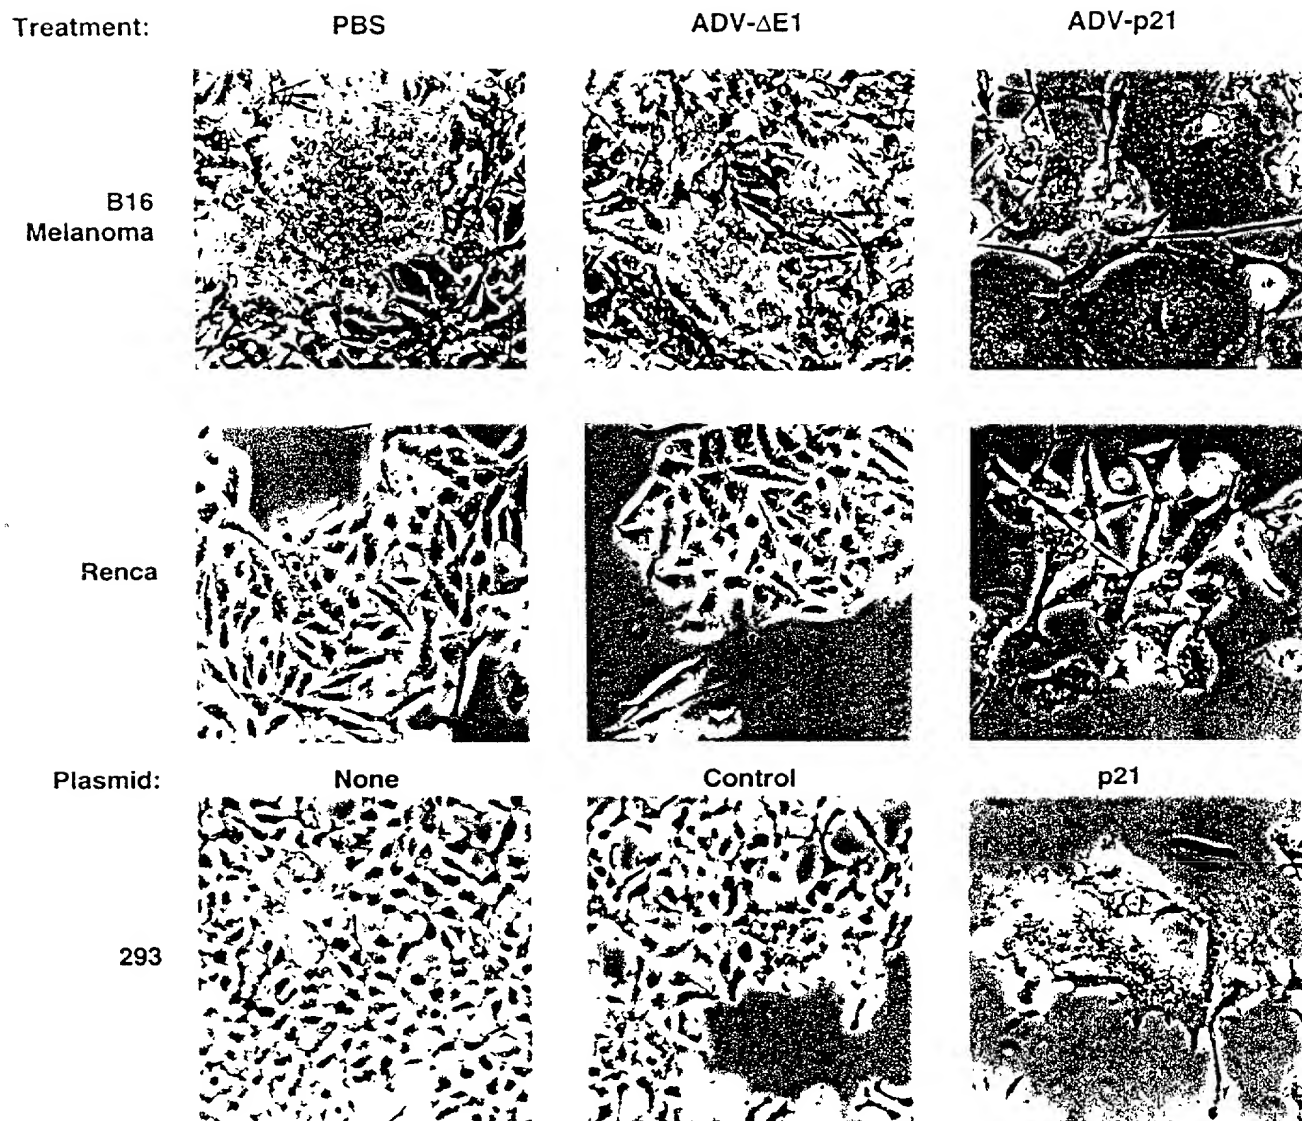 Treatment: PBS ADV-ΔE1 ADV-p21
B16
Melanoma
Renca
Plasmid: None Control p21
293